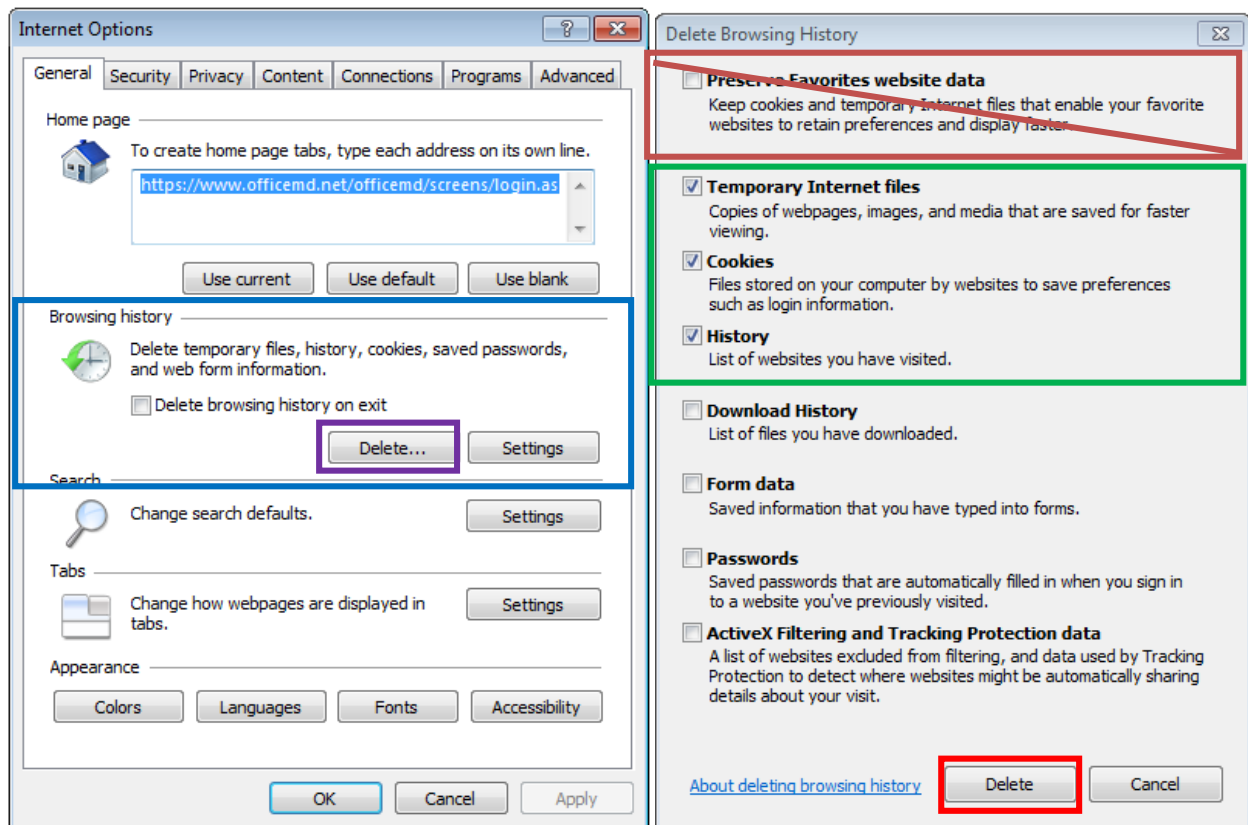 Internet Options
General Security Privacy Content Connections Programs Advanced
Home page
To create home page tabs, type each address on its own line.
https://www.officemd.net/officemd/screens/login.as
Use current Use default Use blank
Browsing history
Delete temporary files, history, cookies, saved passwords,
and web form information.
Delete browsing history on exit
Delete... Settings
Search
Change search defaults.
Settings
Tabs
Change how webpages are displayed in
tabs.
Settings
Appearance
Colors Languages Fonts Accessibility
OK Cancel Apply
Delete Browsing History
Preserve Favorites website data
Keep cookies and temporary Internet files that enable your favorite
websites to retain preferences and display faster.
Temporary Internet files
Copies of webpages, images, and media that are saved for faster
viewing.
Cookies
Files stored on your computer by websites to save preferences
such as login information.
History
List of websites you have visited.
Download History
List of files you have downloaded.
Form data
Saved information that you have typed into forms.
Passwords
Saved passwords that are automatically filled in when you sign in
to a website you've previously visited.
ActiveX Filtering and Tracking Protection data
A list of websites excluded from filtering, and data used by Tracking
Protection to detect where websites might be automatically sharing
details about your visit.
About deleting browsing history Delete Cancel